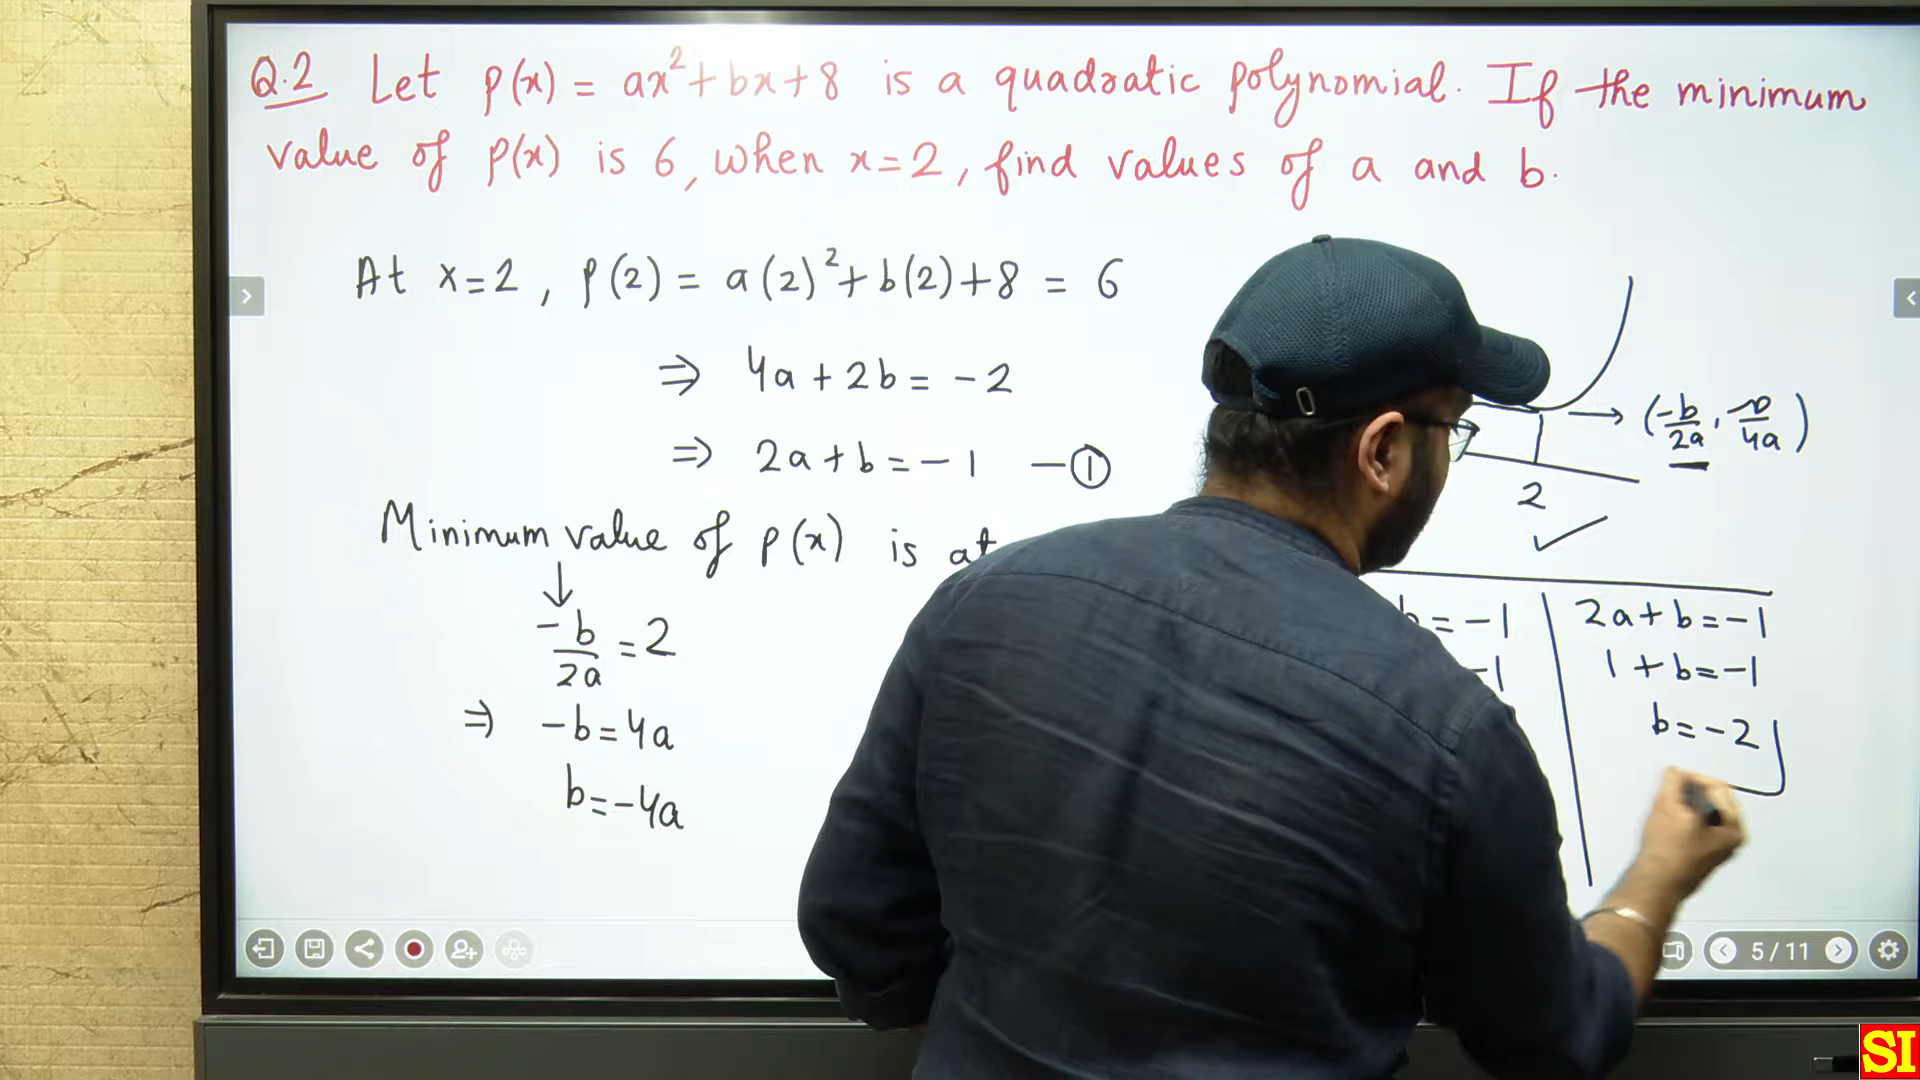 Q.2 Let p(x) = ax²+bx+8 is a quadratic polynomial. If the minimum
value of p(x) is 6, when x=2, find values of a and b.
At x=2, p(2) = a(2)²+b(2)+8 = 6
⇒ 4a+2b = -2
⇒ 2a+b = -1 —①
Minimum value of p(x) is at
↓
-b/2a = 2
⇒ -b=4a
b=-4a
→ (-b/2a, -D/4a)
2
b=-1
-1
2a+b=-1
1+b=-1
b=-2
5/11
SI